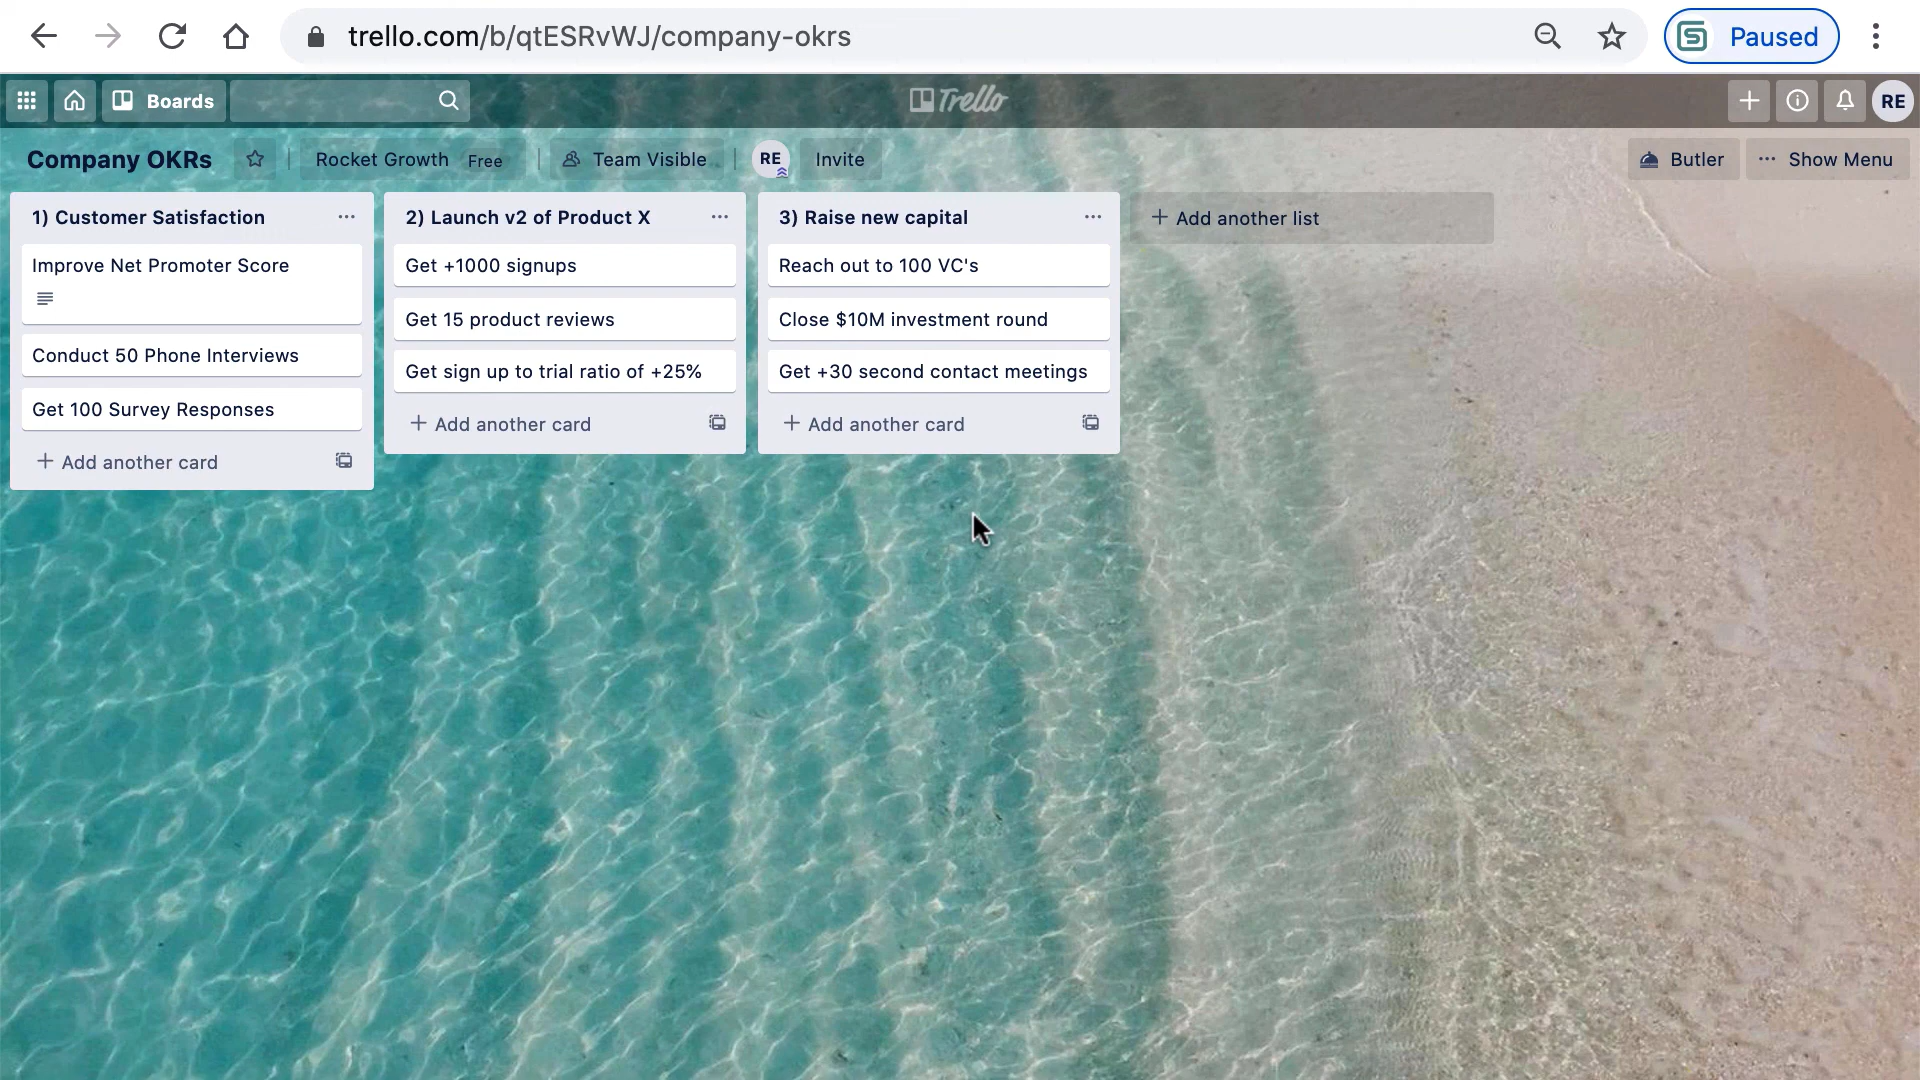 trello.com/b/qtESRvWJ/company-okrs
Paused
Boards
Trello
RE
Company OKRs
Rocket Growth Free
Team Visible
RE
Invite
Butler
Show Menu
1) Customer Satisfaction
Improve Net Promoter Score
Conduct 50 Phone Interviews
Get 100 Survey Responses
+ Add another card
2) Launch v2 of Product X
Get +1000 signups
Get 15 product reviews
Get sign up to trial ratio of +25%
+ Add another card
3) Raise new capital
Reach out to 100 VC's
Close $10M investment round
Get +30 second contact meetings
+ Add another card
+ Add another list